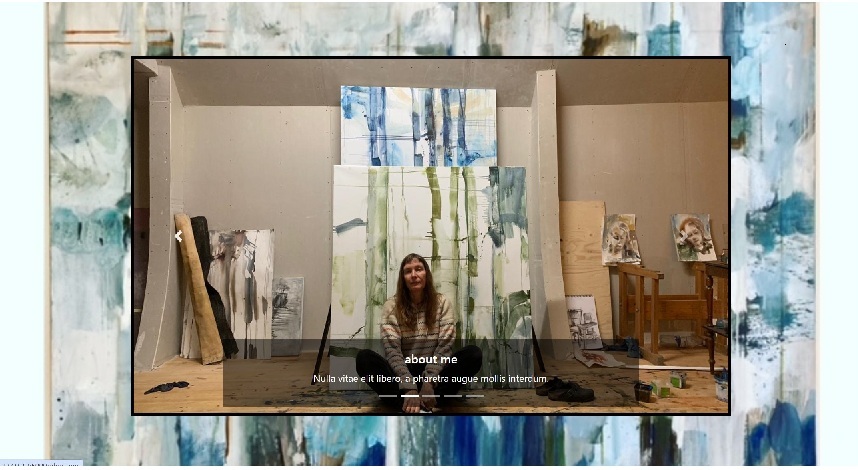 about me
Nulla vitae elit libero, a pharetra augue mollis interdum.